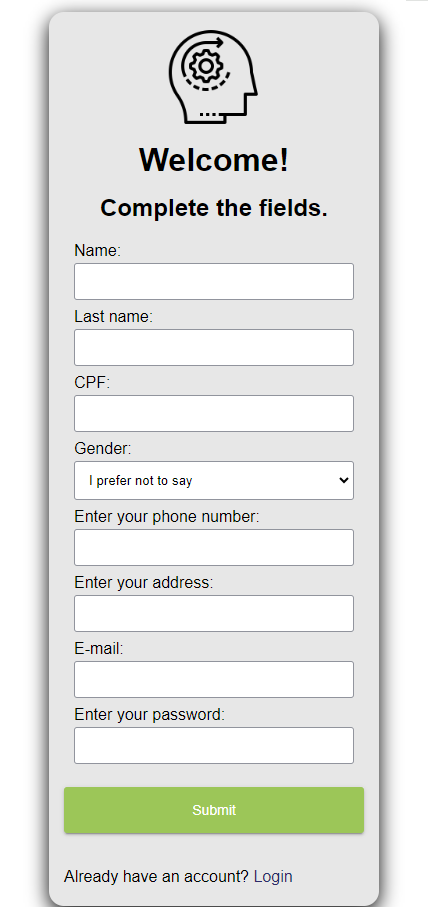 Welcome!
Complete the fields.
Name:
Last name:
CPF:
Gender:
I prefer not to say
Enter your phone number:
Enter your address:
E-mail:
Enter your password:
Submit
Already have an account? Login